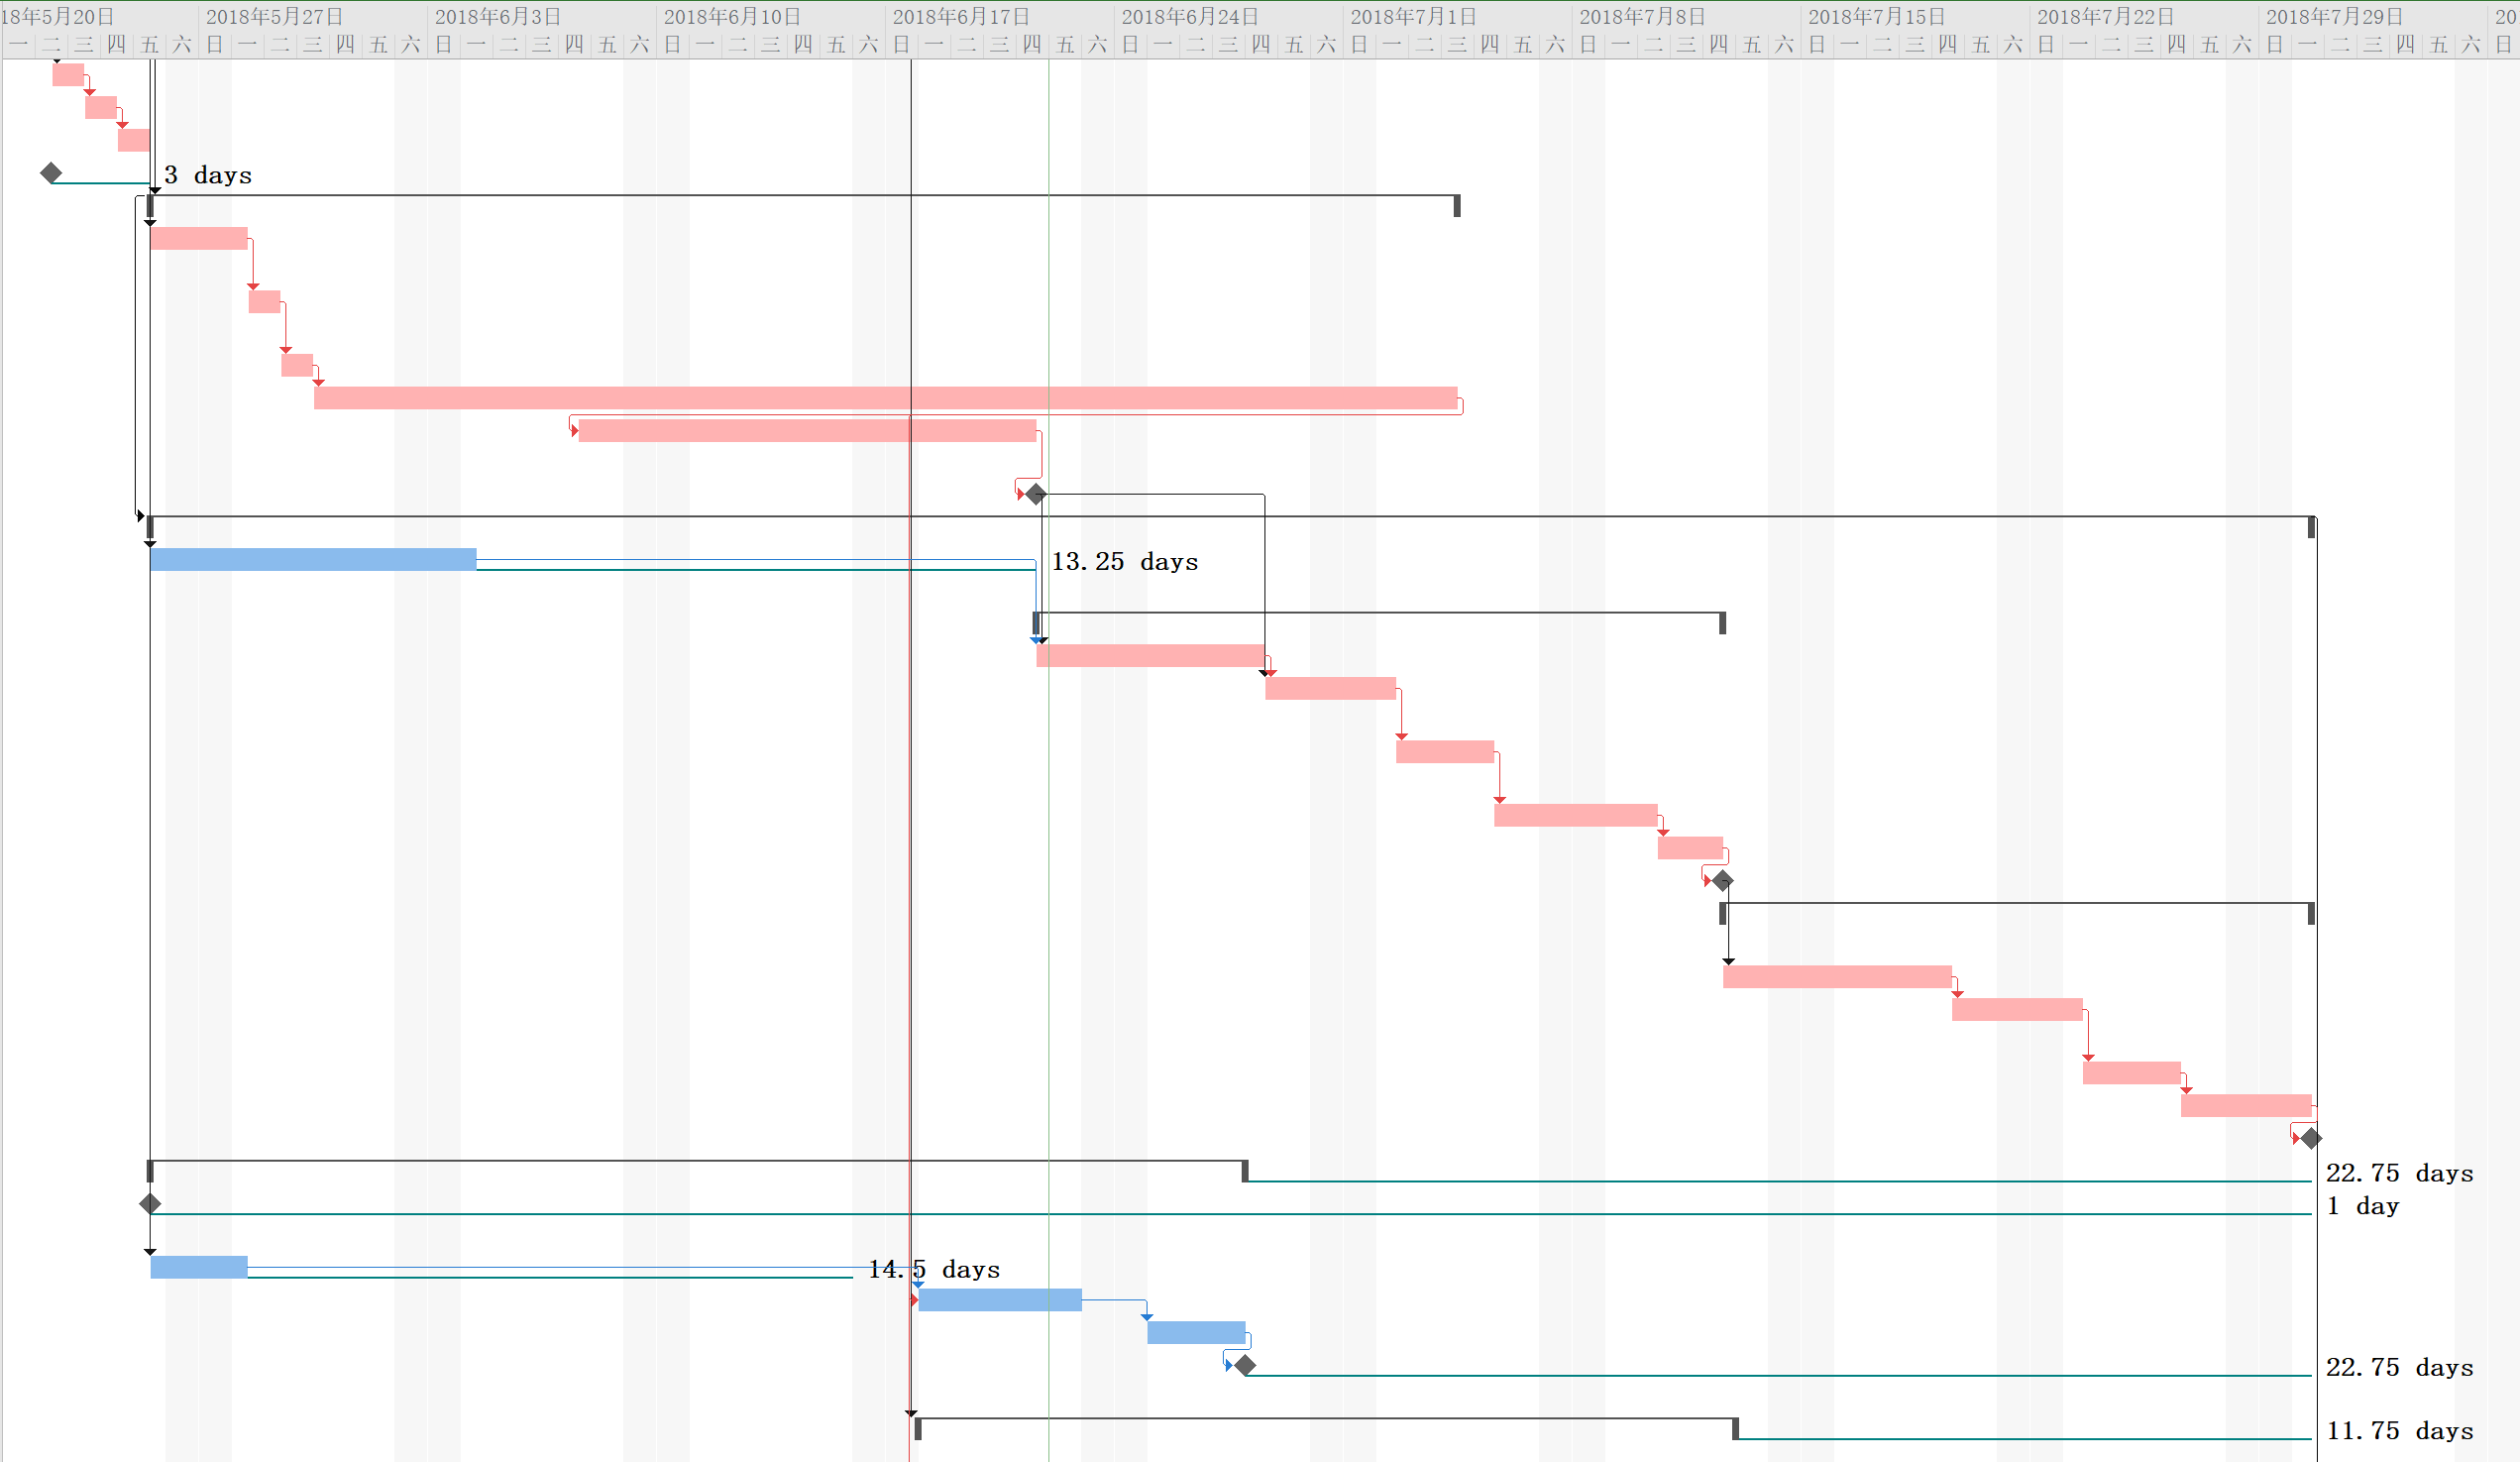 18年5月20日 2018年5月27日 2018年6月3日 2018年6月10日 2018年6月17日 2018年6月24日 2018年7月1日 2018年7月8日 2018年7月15日 2018年7月22日 2018年7月29日 20
一 二 三 四 五 六 日 一 二 三 四 五 六 日 一 二 三 四 五 六 日 一 二 三 四 五 六 日 一 二 三 四 五 六 日 一 二 三 四 五 六 日 一 二 三 四 五 六 日 一 二 三 四 五 六 日 一 二 三 四 五 六 日 一 二 三 四 五 六 日 一 二 三 四 五 六 日 一 二 三 四 五 六 日
3 days
13.25 days
22.75 days
1 day
14.5 days
22.75 days
11.75 days